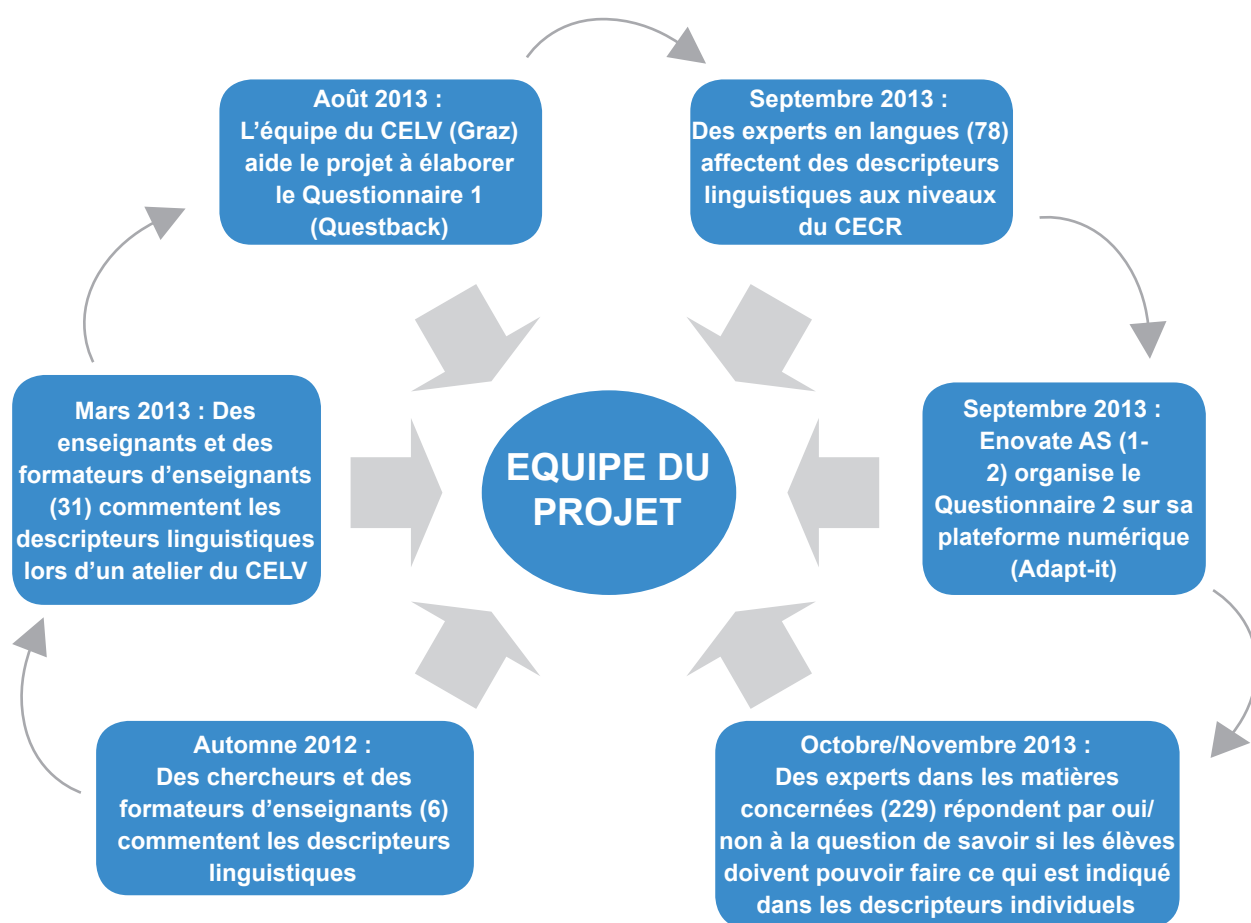 Août 2013 :
L'équipe du CELV (Graz)
aide le projet à élaborer
le Questionnaire 1
(Questback)
Septembre 2013 :
Des experts en langues (78)
affectent des descripteurs
linguistiques aux niveaux
du CECR
Mars 2013 : Des
enseignants et des
formateurs d'enseignants
(31) commentent les
descripteurs linguistiques
lors d'un atelier du CELV
EQUIPE DU
PROJET
Septembre 2013 :
Enovate AS (1-
2) organise le
Questionnaire 2 sur sa
plateforme numérique
(Adapt-it)
Automne 2012 :
Des chercheurs et des
formateurs d'enseignants (6)
commentent les descripteurs
linguistiques
Octobre/Novembre 2013 :
Des experts dans les matières
concernées (229) répondent par oui/
non à la question de savoir si les élèves
doivent pouvoir faire ce qui est indiqué
dans les descripteurs individuels